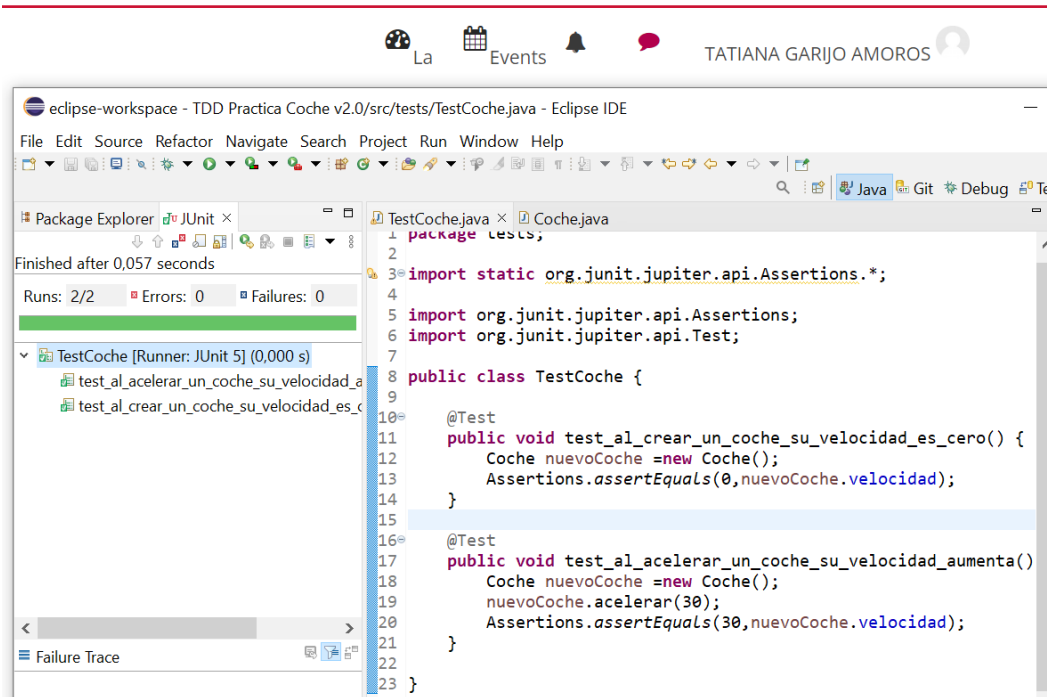 La
Events
TATIANA GARIJO AMOROS
eclipse-workspace - TDD Practica Coche v2.0/src/tests/TestCoche.java - Eclipse IDE
File Edit Source Refactor Navigate Search Project Run Window Help
Java Git Debug Te
Package Explorer JUnit
TestCoche.java Coche.java
Finished after 0,057 seconds
Runs: 2/2 Errors: 0 Failures: 0
TestCoche [Runner: JUnit 5] (0,000 s)
test_al_acelerar_un_coche_su_velocidad_a
test_al_crear_un_coche_su_velocidad_es_c
Failure Trace
1 package tests;
2
3 import static org.junit.jupiter.api.Assertions.*;
4
5 import org.junit.jupiter.api.Assertions;
6 import org.junit.jupiter.api.Test;
7
8 public class TestCoche {
9
10 @Test
11 public void test_al_crear_un_coche_su_velocidad_es_cero() {
12 Coche nuevoCoche =new Coche();
13 Assertions.assertEquals(0,nuevoCoche.velocidad);
14 }
15
16 @Test
17 public void test_al_acelerar_un_coche_su_velocidad_aumenta()
18 Coche nuevoCoche =new Coche();
19 nuevoCoche.acelerar(30);
20 Assertions.assertEquals(30,nuevoCoche.velocidad);
21 }
22
23 }